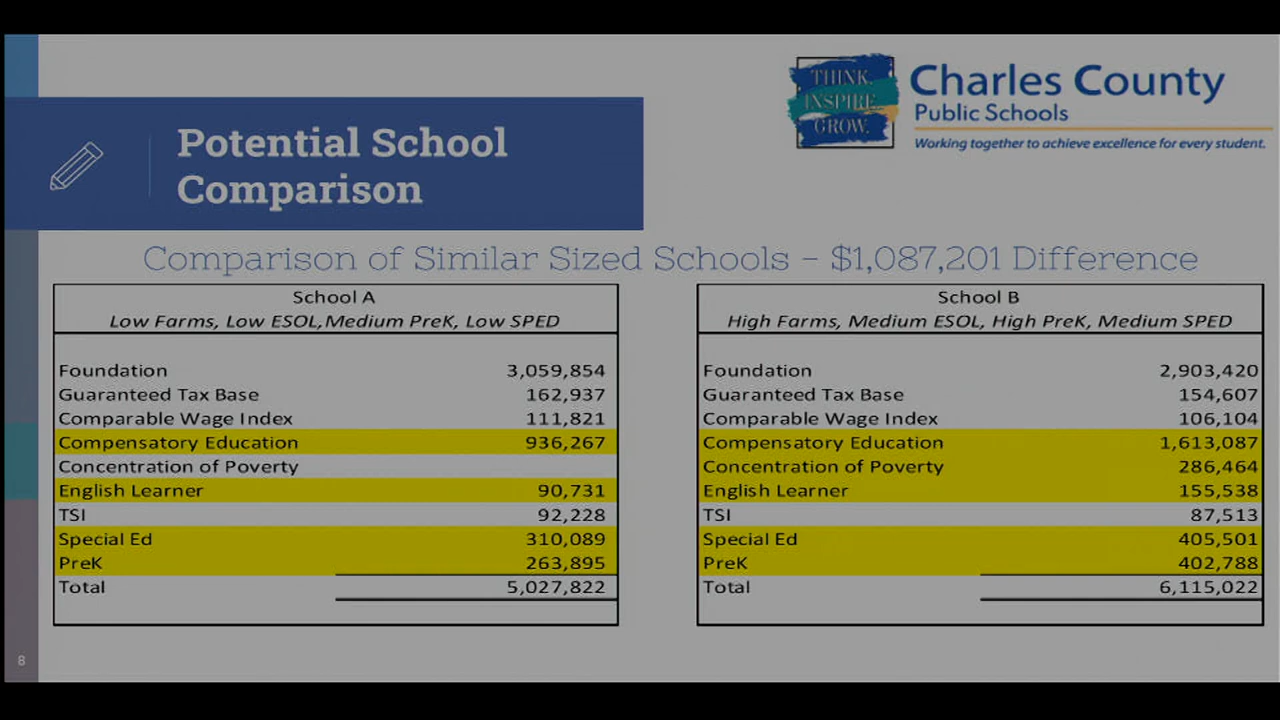 THINK.
INSPIRE.
GROW.
Charles County
Public Schools
Working together to achieve excellence for every student.
Potential School
Comparison
Comparison of Similar Sized Schools – $1,087,201 Difference
School A
Low Farms, Low ESOL,Medium PreK, Low SPED
Foundation 3,059,854
Guaranteed Tax Base 162,937
Comparable Wage Index 111,821
Compensatory Education 936,267
Concentration of Poverty
English Learner 90,731
TSI 92,228
Special Ed 310,089
PreK 263,895
Total 5,027,822
School B
High Farms, Medium ESOL, High PreK, Medium SPED
Foundation 2,903,420
Guaranteed Tax Base 154,607
Comparable Wage Index 106,104
Compensatory Education 1,613,087
Concentration of Poverty 286,464
English Learner 155,538
TSI 87,513
Special Ed 405,501
PreK 402,788
Total 6,115,022
8